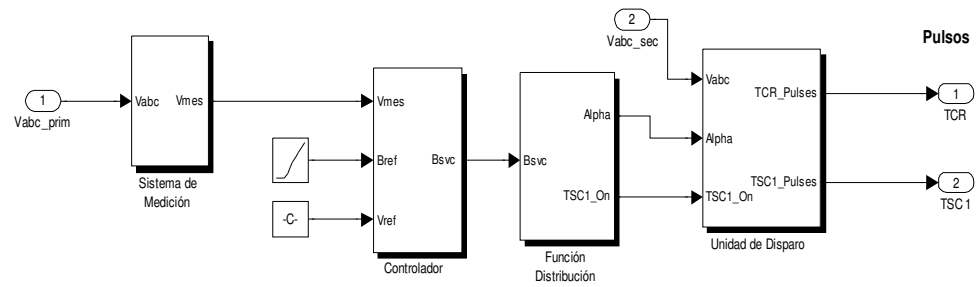 2
Vabc_sec
Pulsos
1
Vabc_prim
Vabc
Vmes
Sistema de
Medición
Vmes
Bref
Vref
-C-
Bsvc
Controlador
Bsvc
Alpha
TSC1_On
Función
Distribución
Vabc
Alpha
TSC1_On
TCR_Pulses
TSC1_Pulses
Unidad de Disparo
1
TCR
2
TSC1